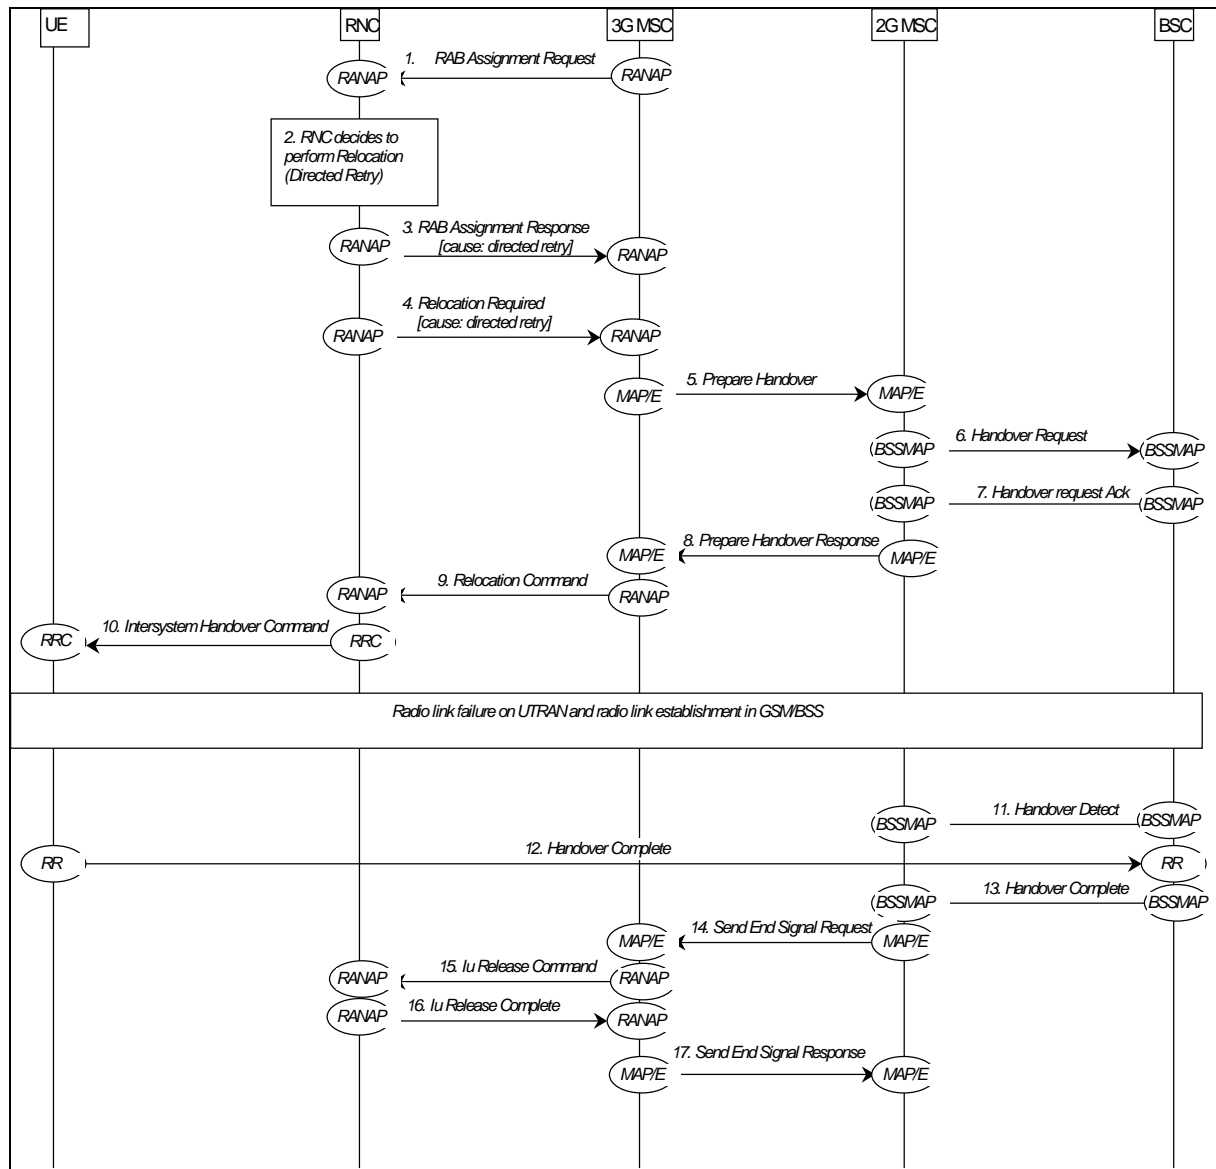 UE
RNC
3G MSC
2G MSC
BSC
1. RAB Assignment Request
RANAP
RANAP
2. RNC decides to
perform Relocation
(Directed Retry)
3. RAB Assignment Response
[cause: directed retry]
RANAP
RANAP
4. Relocation Required
[cause: directed retry]
RANAP
RANAP
5. Prepare Handover
MAP/E
MAP/E
6. Handover Request
BSSMAP
BSSMAP
7. Handover request Ack
BSSMAP
BSSMAP
8. Prepare Handover Response
MAP/E
MAP/E
9. Relocation Command
RANAP
RANAP
10. Intersystem Handover Command
RRC
RRC
Radio link failure on UTRAN and radio link establishment in GSM/BSS
11. Handover Detect
BSSMAP
BSSMAP
12. Handover Complete
RR
RR
13. Handover Complete
BSSMAP
BSSMAP
14. Send End Signal Request
MAP/E
MAP/E
15. Iu Release Command
RANAP
RANAP
16. Iu Release Complete
RANAP
RANAP
17. Send End Signal Response
MAP/E
MAP/E